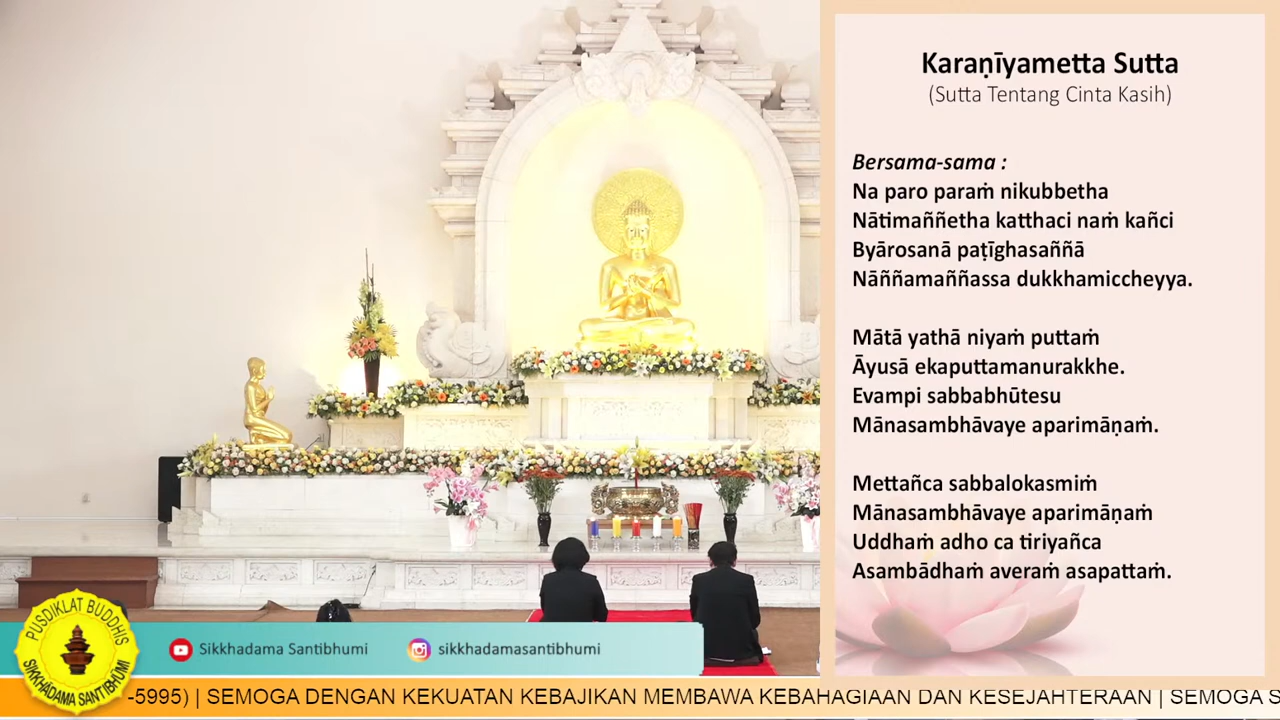 Karaṇīyametta Sutta
(Sutta Tentang Cinta Kasih)
Bersama-sama :
Na paro paraṁ nikubbetha
Nātimaññetha katthaci naṁ kañci
Byārosanā paṭīghasaññā
Nāññamaññassa dukkhamiccheyya.
Mātā yathā niyaṁ puttaṁ
Āyusā ekaputtamanurakkhe.
Evampi sabbabhūtesu
Mānasambhāvaye aparimāṇaṁ.
Mettañca sabbalokasmiṁ
Mānasambhāvaye aparimāṇaṁ
Uddhaṁ adho ca tiriyañca
Asambādhaṁ averaṁ asapattaṁ.
PUSDIKLAT BUDDHIS
SIKKHĀDAMA SANTIBHUMI
Sikkhadama Santibhumi
sikkhadamasantibhumi
-5995) | SEMOGA DENGAN KEKUATAN KEBAJIKAN MEMBAWA KEBAHAGIAAN DAN KESEJAHTERAAN | SEMOGA S